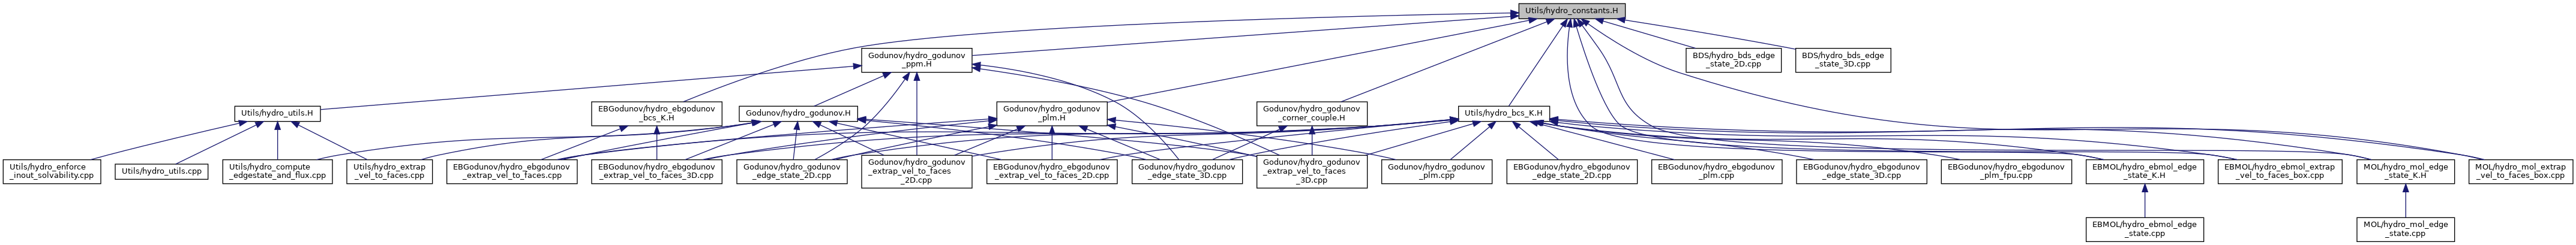 Utils/hydro_constants.H
Godunov/hydro_godunov
_ppm.H
BDS/hydro_bds_edge
_state_2D.cpp
BDS/hydro_bds_edge
_state_3D.cpp
Utils/hydro_utils.H
EBGodunov/hydro_ebgodunov
_bcs_K.H
Godunov/hydro_godunov.H
Godunov/hydro_godunov
_plm.H
Godunov/hydro_godunov
_corner_couple.H
Utils/hydro_bcs_K.H
Utils/hydro_enforce
_inout_solvability.cpp
Utils/hydro_utils.cpp
Utils/hydro_compute
_edgestate_and_flux.cpp
Utils/hydro_extrap
_vel_to_faces.cpp
EBGodunov/hydro_ebgodunov
_extrap_vel_to_faces.cpp
EBGodunov/hydro_ebgodunov
_extrap_vel_to_faces_3D.cpp
Godunov/hydro_godunov
_edge_state_2D.cpp
Godunov/hydro_godunov
_extrap_vel_to_faces
_2D.cpp
EBGodunov/hydro_ebgodunov
_extrap_vel_to_faces_2D.cpp
Godunov/hydro_godunov
_edge_state_3D.cpp
Godunov/hydro_godunov
_extrap_vel_to_faces
_3D.cpp
Godunov/hydro_godunov
_plm.cpp
EBGodunov/hydro_ebgodunov
_edge_state_2D.cpp
EBGodunov/hydro_ebgodunov
_plm.cpp
EBGodunov/hydro_ebgodunov
_edge_state_3D.cpp
EBGodunov/hydro_ebgodunov
_plm_fpu.cpp
EBMOL/hydro_ebmol_edge
_state_K.H
EBMOL/hydro_ebmol_extrap
_vel_to_faces_box.cpp
MOL/hydro_mol_edge
_state_K.H
MOL/hydro_mol_extrap
_vel_to_faces_box.cpp
EBMOL/hydro_ebmol_edge
_state.cpp
MOL/hydro_mol_edge
_state.cpp